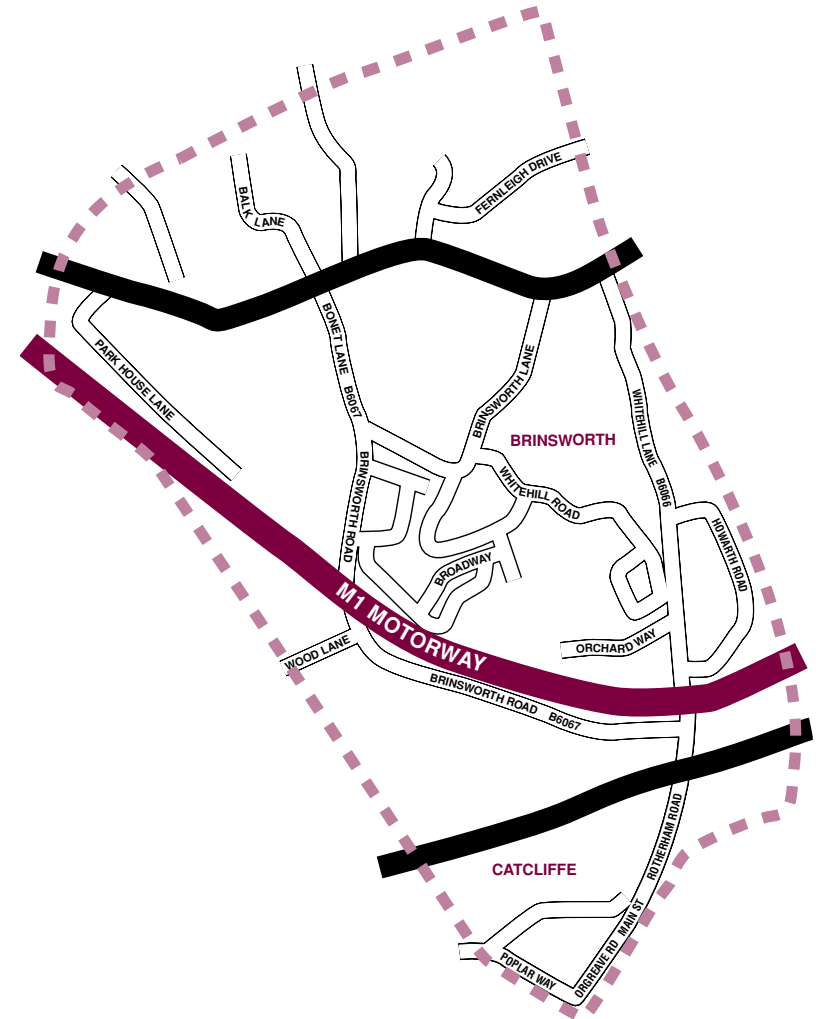 FERNLEIGH DRIVE
BALK LANE
BONET LANE B6067
PARK HOUSE LANE
BRINSWORTH LANE
BRINSWORTH
WHITEHILL LANE B6066
BRINSWORTH ROAD
WHITEHILL ROAD
HOWARTH ROAD
BROADWAY
M1 MOTORWAY
WOOD LANE
ORCHARD WAY
BRINSWORTH ROAD B6067
ROTHERHAM ROAD
CATCLIFFE
MAIN ST
ORGREAVE RD
POPLAR WAY